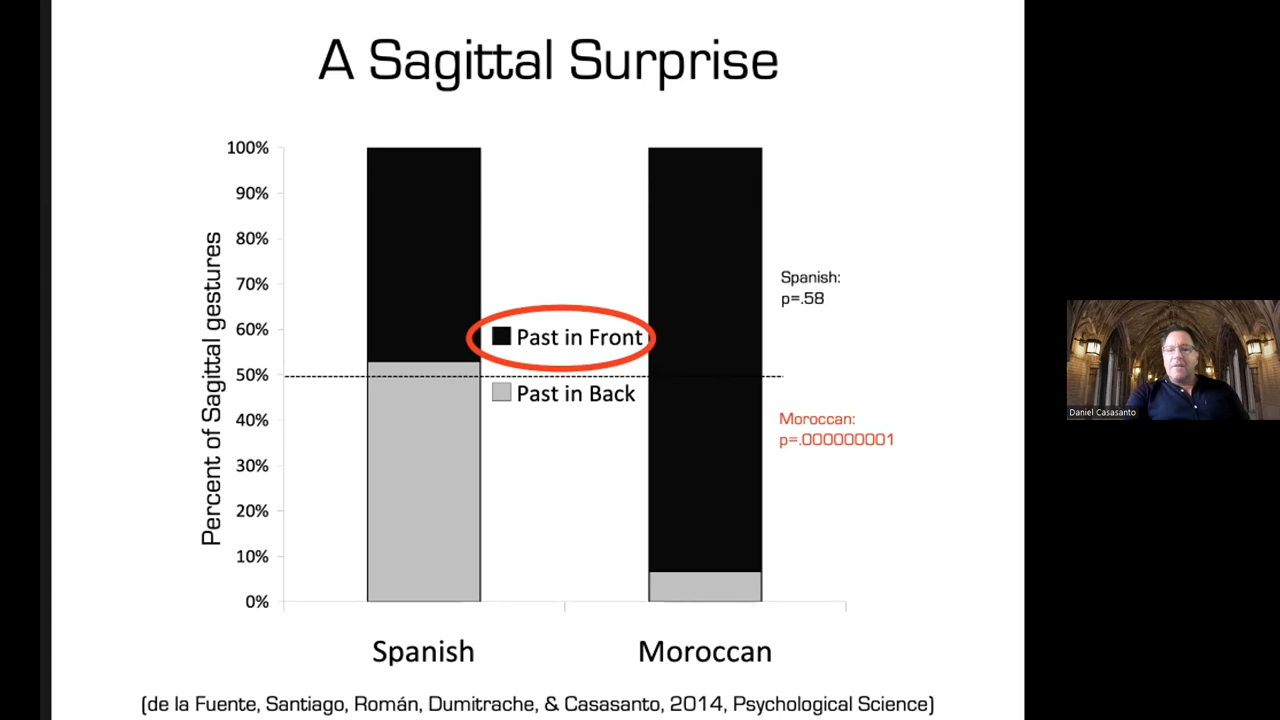 A Sagittal Surprise
Percent of Sagittal gestures
100%
90%
80%
70%
60%
50%
40%
30%
20%
10%
0%
Past in Front
Past in Back
Spanish:
p=.58
Moroccan:
p=.000000001
Spanish
Moroccan
(de la Fuente, Santiago, Román, Dumitrache, & Casasanto, 2014, Psychological Science)
Daniel Casasanto